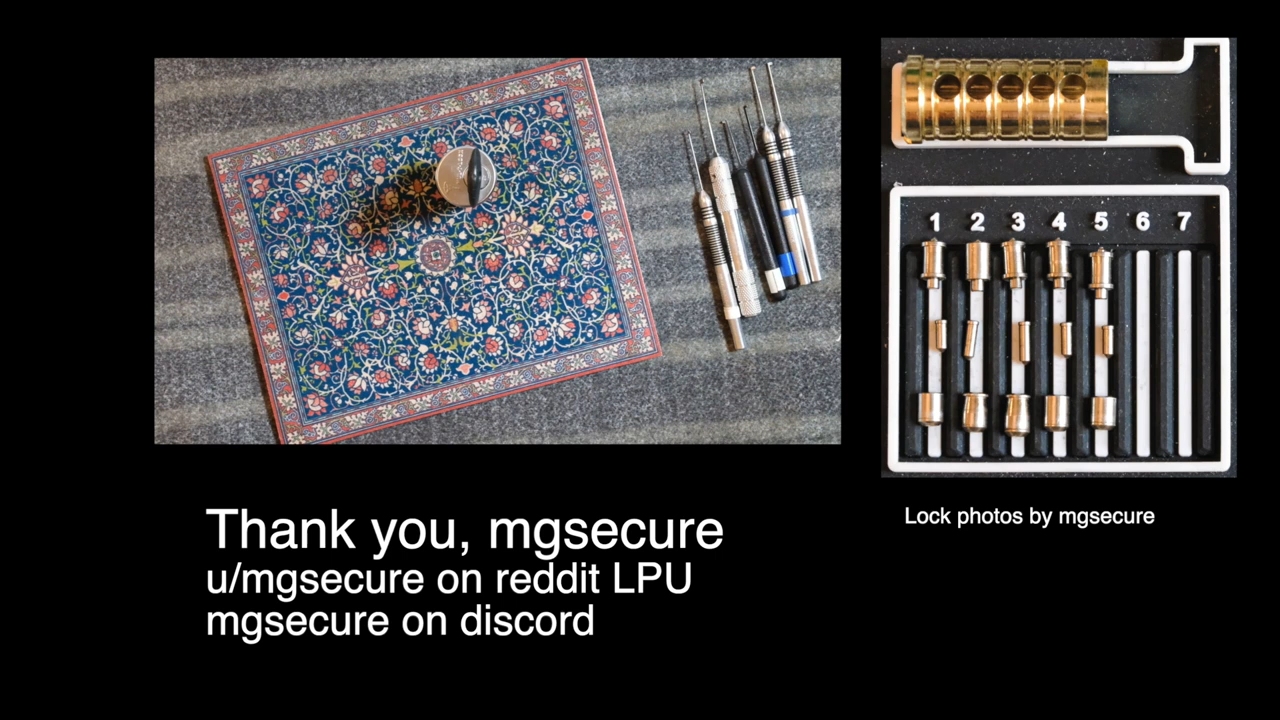 1 2 3 4 5 6 7
Thank you, mgsecure
u/mgsecure on reddit LPU
mgsecure on discord
Lock photos by mgsecure